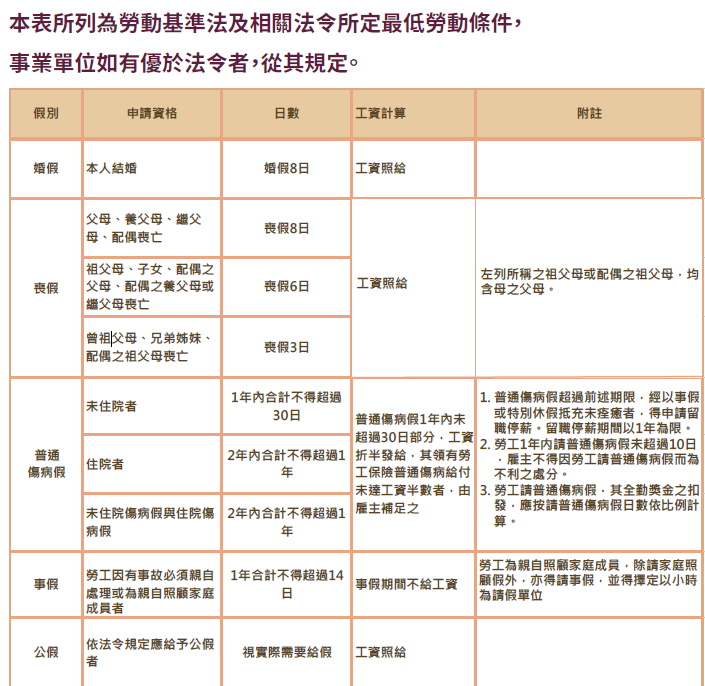 本表所列為勞動基準法及相關法令所定最低勞動條件，
事業單位如有優於法令者，從其規定。
假別 申請資格 日數 工資計算 附註
婚假 本人結婚 婚假8日 工資照給
喪假
父母、養父母、繼父
母、配偶喪亡
喪假8日
祖父母、子女、配偶之
父母、配偶之養父母或
繼父母喪亡
喪假6日
曾祖父母、兄弟姊妹、
配偶之祖父母喪亡
喪假3日
工資照給
左列所稱之祖父母或配偶之祖父母，均
含母之父母。
普通
傷病假
未住院者
1年內合計不得超過
30日
住院者
2年內合計不得超過1
年
未住院傷病假與住院傷
病假
2年內合計不得超過1
年
普通傷病假1年內未
超過30日部分，工資
折半發給，其領有勞
工保險普通傷病給付
未達工資半數者，由
雇主補足之
1. 普通傷病假超過前述期限，經以事假
或特別休假抵充未痊癒者，得申請留
職停薪。留職停薪期間以1年為限。
2. 勞工1年內請普通傷病假未超過10日
，雇主不得因勞工請普通傷病假而為
不利之處分。
3. 勞工請普通傷病假，其全勤獎金之扣
發，應按請普通傷病假日數依比例計
算。
事假
勞工因有事故必須親自
處理或為親自照顧家庭
成員者
1年合計不得超過14
日
事假期間不給工資
勞工為親自照顧家庭成員，除請家庭照
顧假外，亦得請事假，並得擇定以小時
為請假單位
公假
依法令規定應給予公假
者
視實際需要給假
工資照給